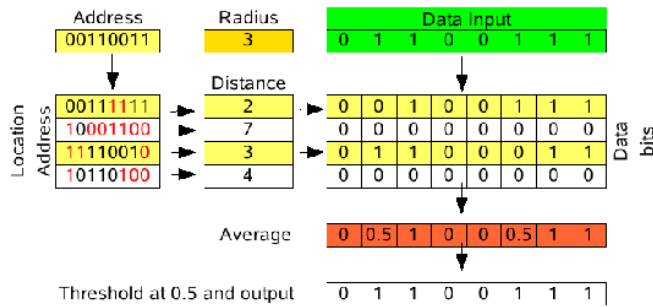 Address Radius Data Input
00110011 3 0 1 1 0 0 1 1 1
Distance
00111111 2 0 0 1 0 0 1 1 1
10001100 7 0 0 0 0 0 0 0 0
11110010 3 0 1 1 0 0 0 1 1
10110100 4 0 0 0 0 0 0 0 0
Location
Address
Data
bits
Average 0 0.5 1 0 0 0.5 1 1
Threshold at 0.5 and output 0 1 1 0 0 1 1 1